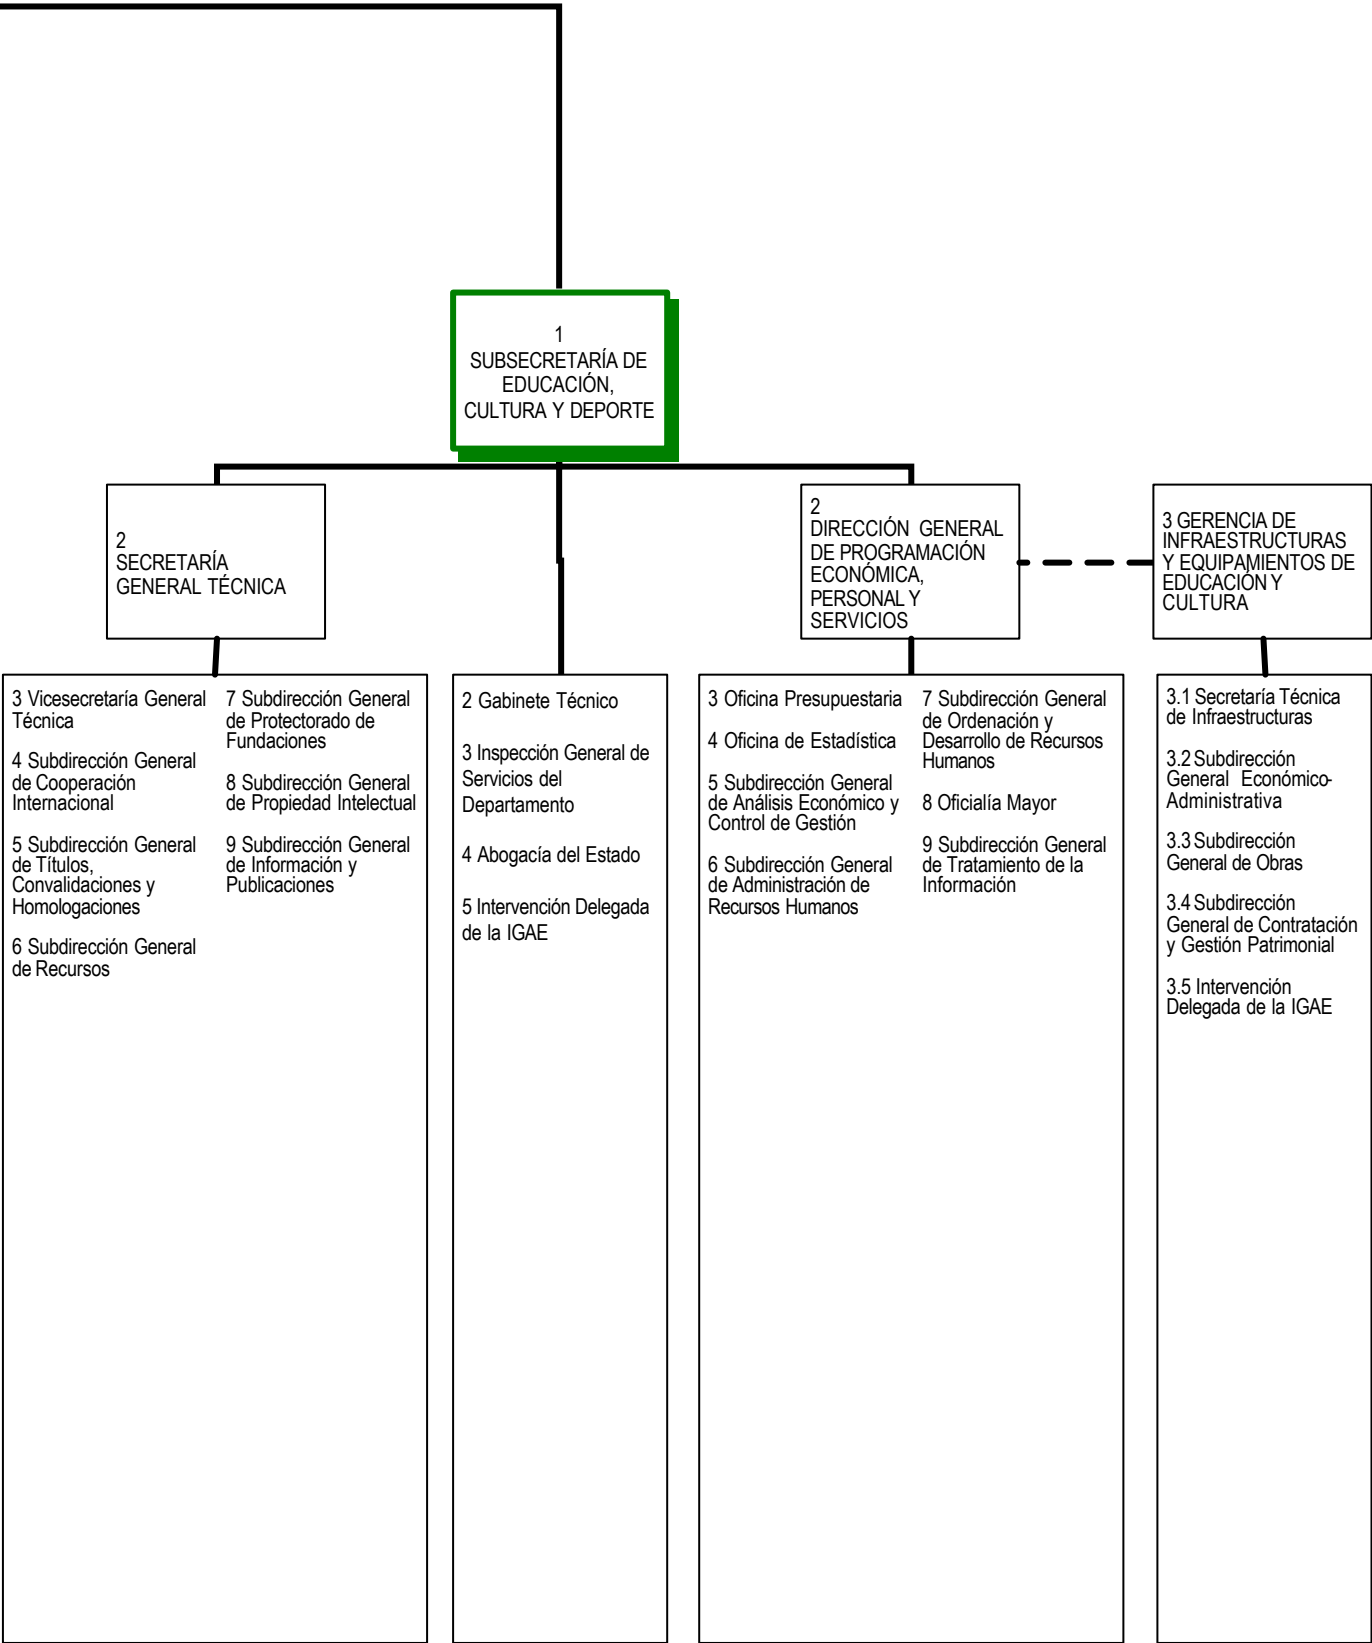 1
SUBSECRETARÍA DE
EDUCACIÓN,
CULTURA Y DEPORTE
2
SECRETARÍA
GENERAL TÉCNICA
2
DIRECCIÓN GENERAL
DE PROGRAMACIÓN
ECONÓMICA,
PERSONAL Y
SERVICIOS
3 GERENCIA DE
INFRAESTRUCTURAS
Y EQUIPAMIENTOS DE
EDUCACIÓN Y
CULTURA
3 Vicesecretaría General
Técnica
4 Subdirección General
de Cooperación
Internacional
5 Subdirección General
de Títulos,
Convalidaciones y
Homologaciones
6 Subdirección General
de Recursos
7 Subdirección General
de Protectorado de
Fundaciones
8 Subdirección General
de Propiedad Intelectual
9 Subdirección General
de Información y
Publicaciones
2 Gabinete Técnico
3 Inspección General de
Servicios del
Departamento
4 Abogacía del Estado
5 Intervención Delegada
de la IGAE
3 Oficina Presupuestaria
4 Oficina de Estadística
5 Subdirección General
de Análisis Económico y
Control de Gestión
6 Subdirección General
de Administración de
Recursos Humanos
7 Subdirección General
de Ordenación y
Desarrollo de Recursos
Humanos
8 Oficialía Mayor
9 Subdirección General
de Tratamiento de la
Información
3.1 Secretaría Técnica
de Infraestructuras
3.2 Subdirección
General Económico-
Administrativa
3.3 Subdirección
General de Obras
3.4 Subdirección
General de Contratación
y Gestión Patrimonial
3.5 Intervención
Delegada de la IGAE